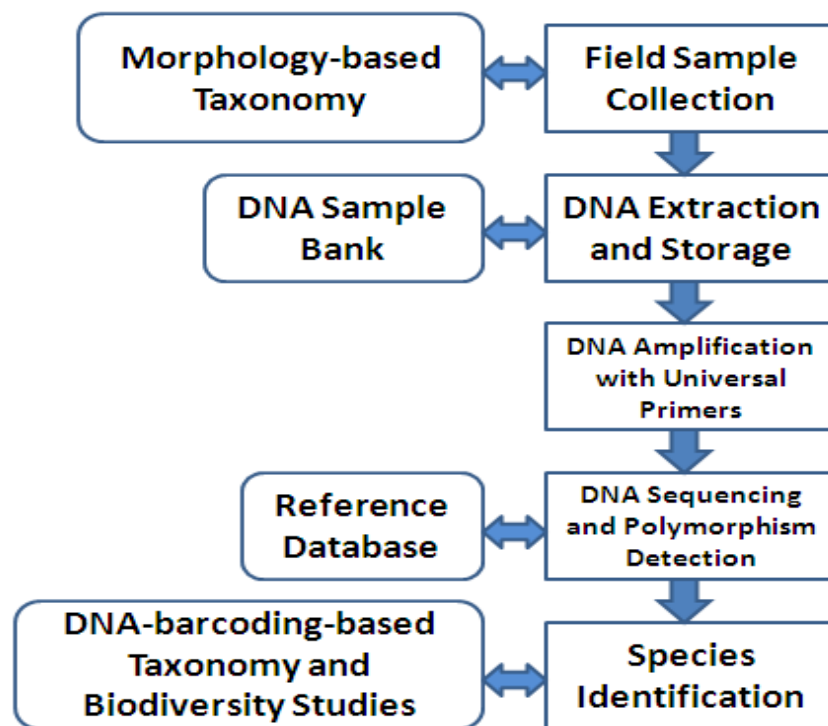 Morphology-based
Taxonomy
Field Sample
Collection
DNA Sample
Bank
DNA Extraction
and Storage
DNA Amplification
with Universal
Primers
Reference
Database
DNA Sequencing
and Polymorphism
Detection
DNA-barcoding-based
Taxonomy and
Biodiversity Studies
Species
Identification